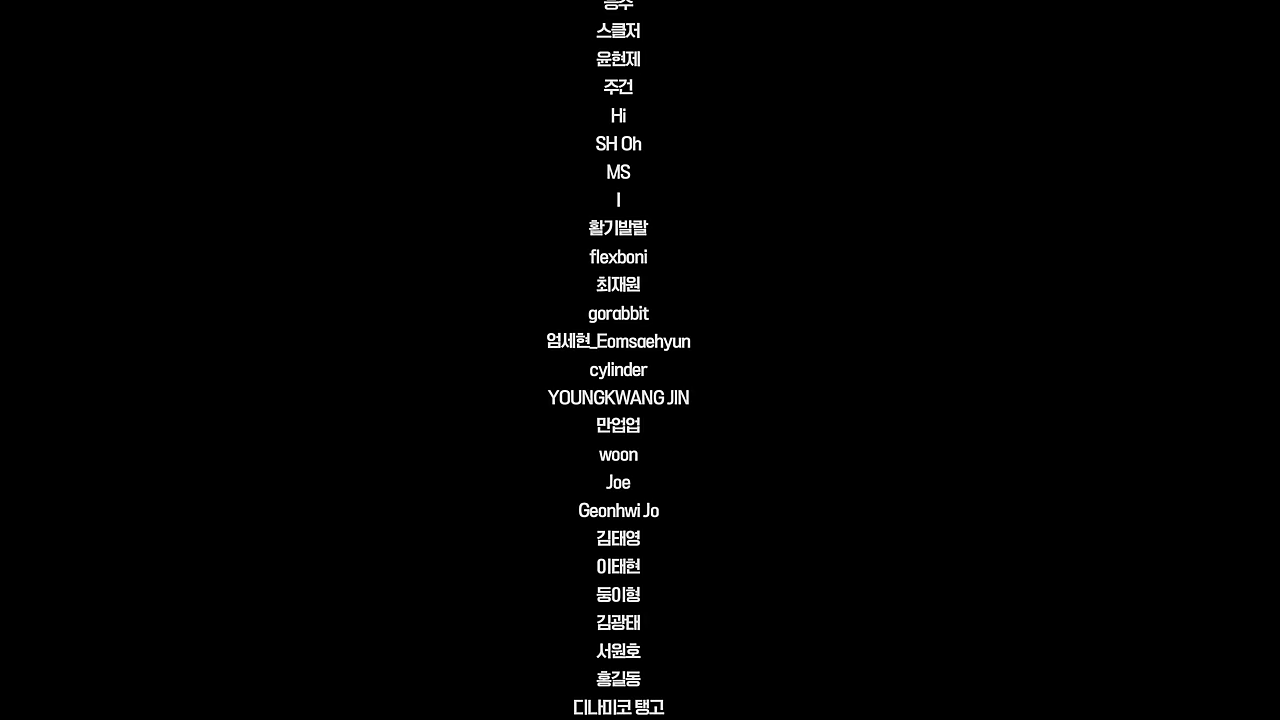 스클저
윤현제
주건
Hi
SH Oh
MS
I
활기발랄
flexboni
최재원
gorabbit
엄세현_Eomsaehyun
cylinder
YOUNGKWANG JIN
만업업
woon
Joe
Geonhwi Jo
김태영
이태현
둥이형
김광태
서원호
홍길동
디나미코 탱고